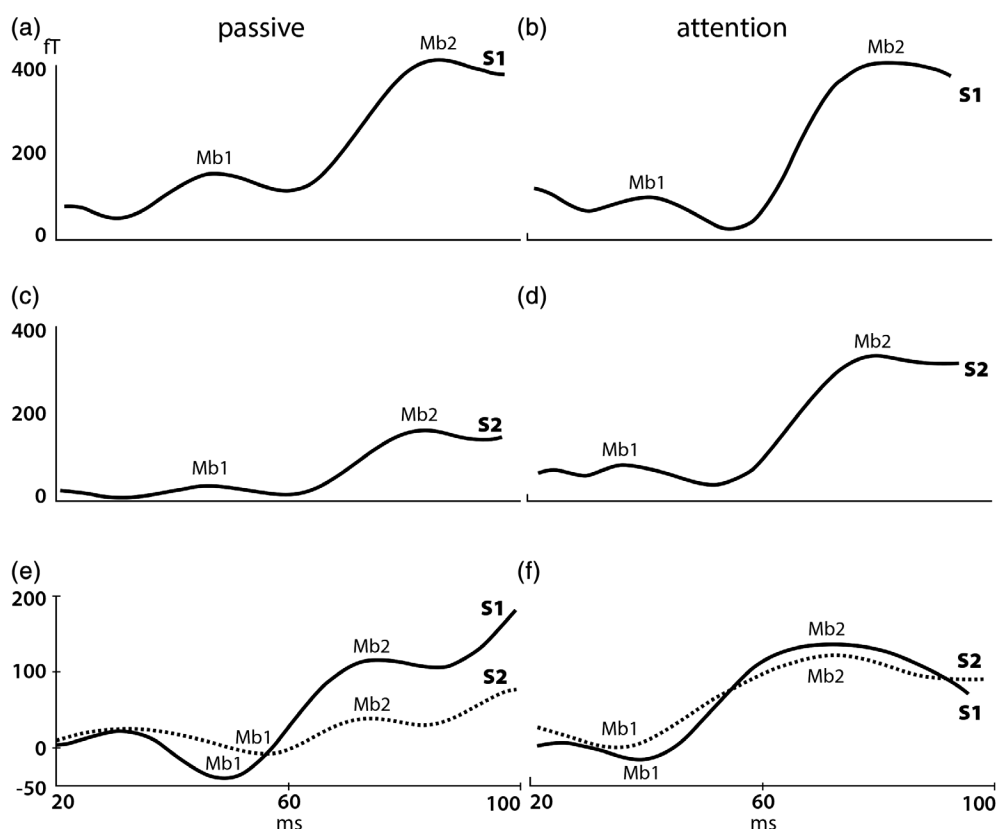 (a) passive (b) attention
fT
400 Mb2 S1 Mb2 S1
200 Mb1 Mb1
0
(c) (d)
400 Mb2 S2
200 Mb2 S2
Mb1 Mb1
0
(e) (f)
200 S1
Mb2 Mb2 S2
100 S2 Mb2 S1
Mb2
0 Mb1 Mb1
Mb1 Mb1
-50
20 60 100 20 60 100
ms ms